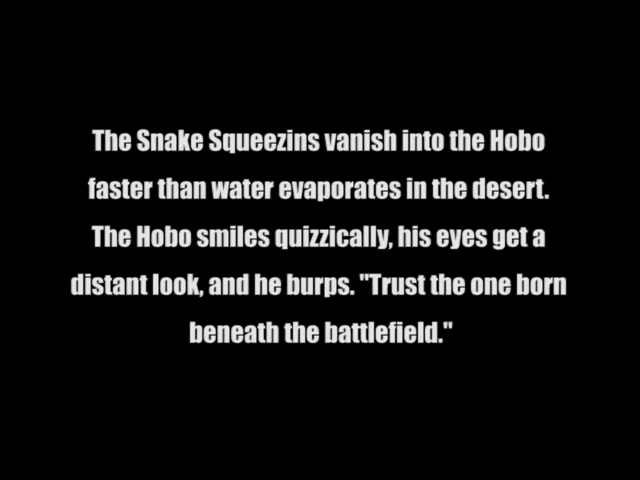 The Snake Squeezins vanish into the Hobo
faster than water evaporates in the desert.
The Hobo smiles quizzically, his eyes get a
distant look, and he burps. "Trust the one born
beneath the battlefield."